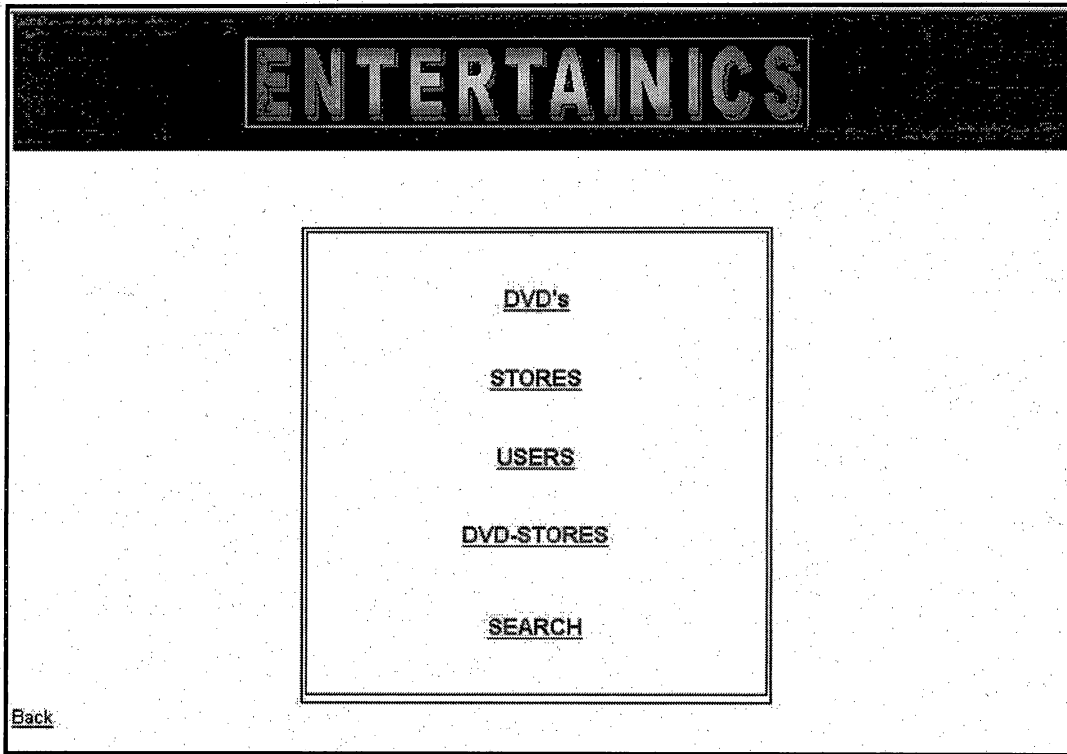 ENTERTAINICS
DVD's
STORES
USERS
DVD-STORES
SEARCH
Back